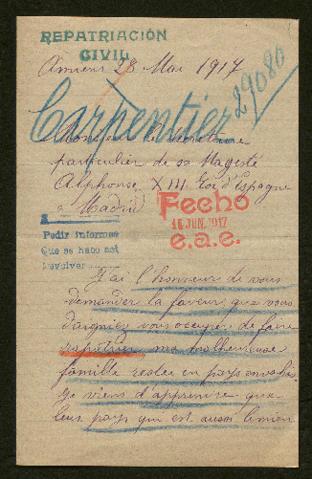 REPATRIACIÓN
CIVIL
Amiens 28 Mai 1917
29080
Carpentier
Monsieur le secrétaire
particulier de sa Magesté
Alphonse XIII Roi d'Espagne
à Madrid
Fecho
16 JUN. 1917
e.a.e.
Pedir informes
Que se hace así
Devolver
J'ai l'honneur de vous
demander la faveur que vous
daigniez vous occuper de faire
rapatrier ma malheureuse
famille restée en pays envahi.
Je viens d'apprendre que
leur pays qui est aussi le mien